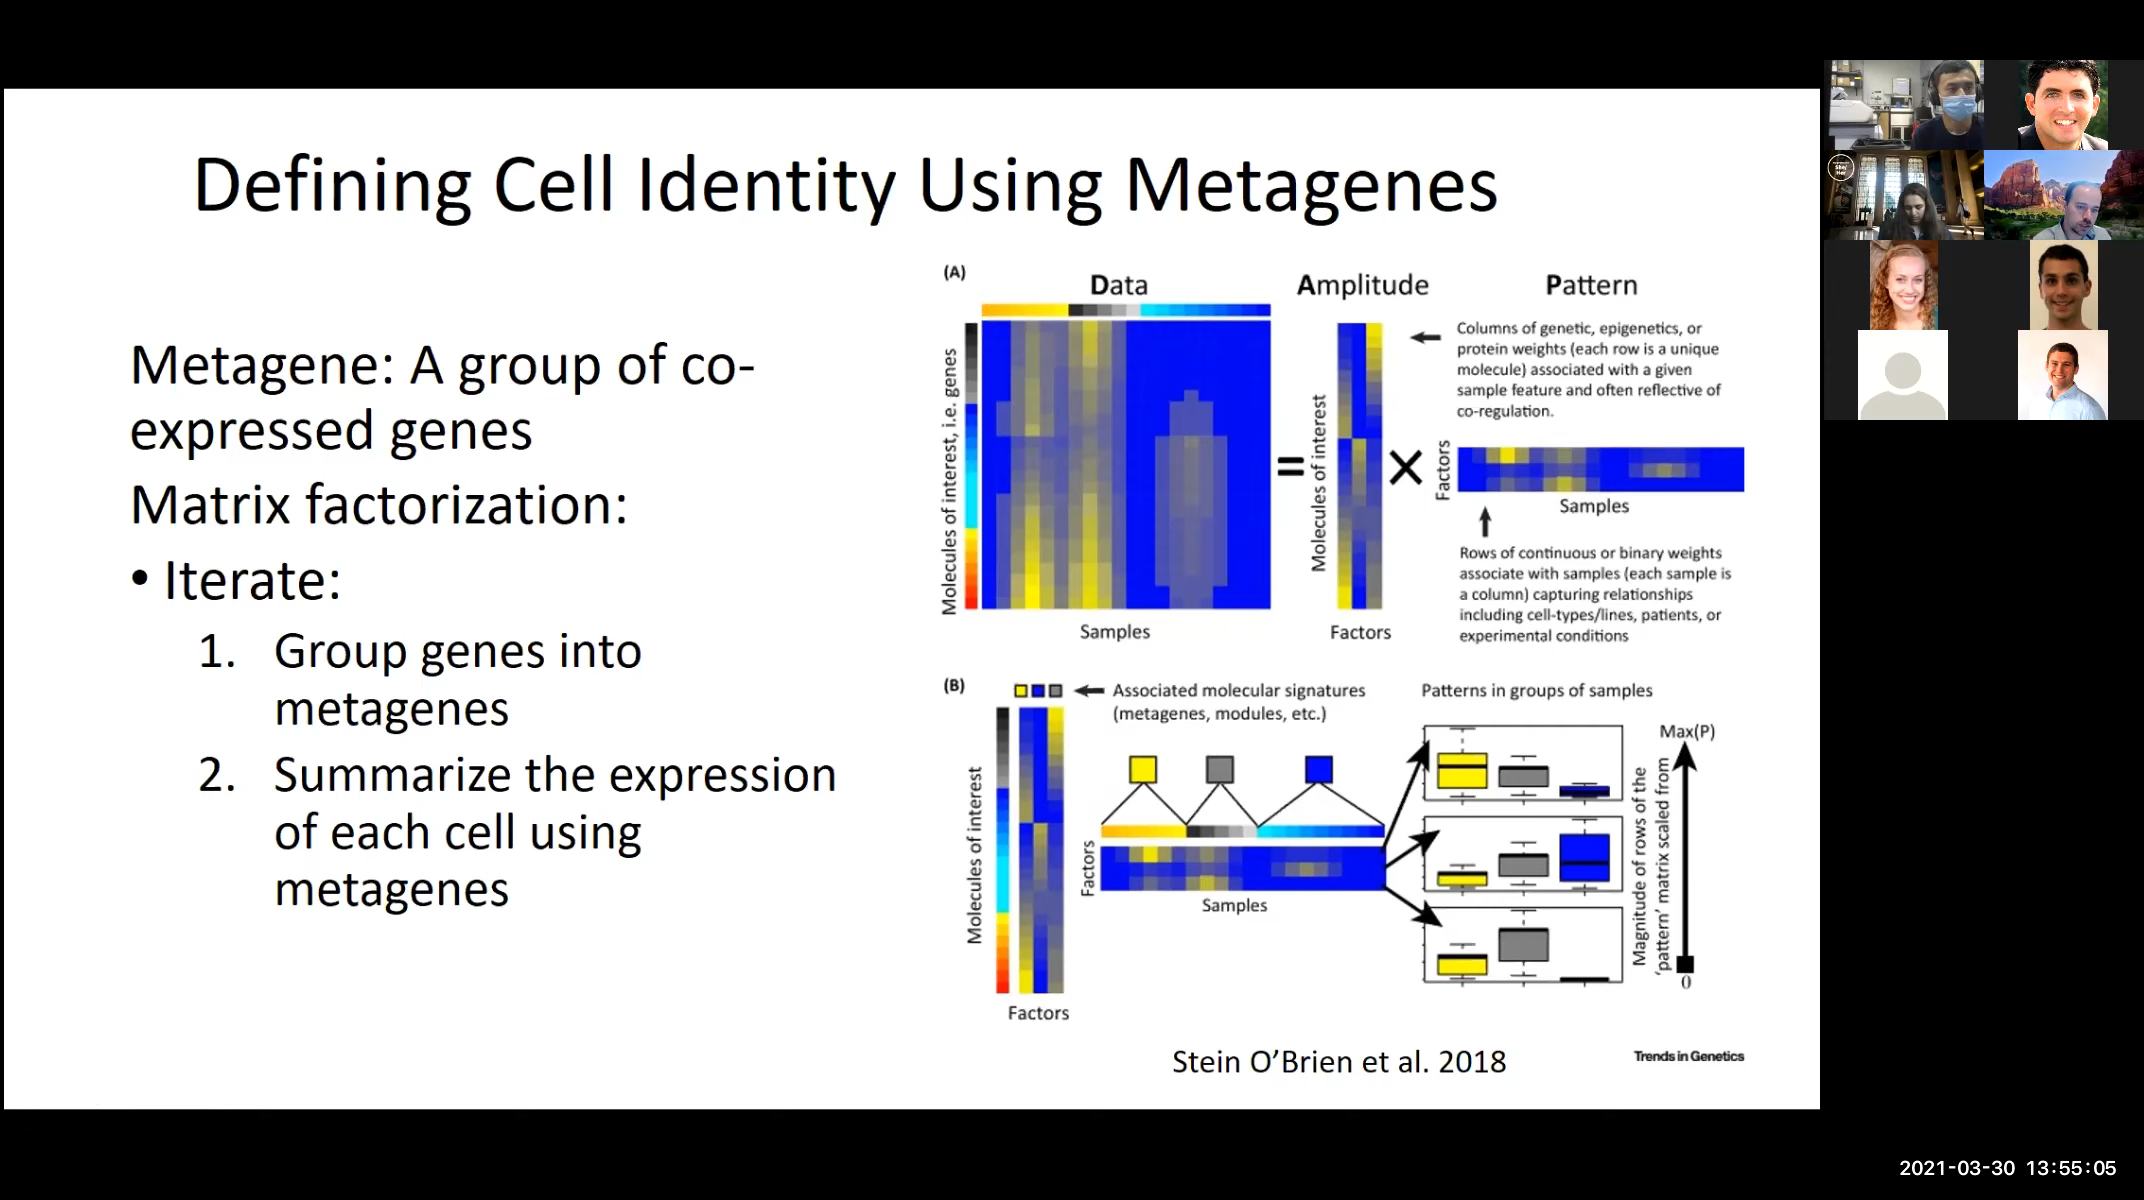 Defining Cell Identity Using Metagenes
Metagene: A group of co-
expressed genes
Matrix factorization:
• Iterate:
1. Group genes into
metagenes
2. Summarize the expression
of each cell using
metagenes
(A)
Data
Amplitude
Pattern
Molecules of interest, i.e. genes
Samples
=
Molecules of interest
Factors
×
Columns of genetic, epigenetics, or
protein weights (each row is a unique
molecule) associated with a given
sample feature and often reflective of
co-regulation.
Factors
Samples
Rows of continuous or binary weights
associate with samples (each sample is
a column) capturing relationships
including cell-types/lines, patients, or
experimental conditions
(B)
Associated molecular signatures
(metagenes, modules, etc.)
Patterns in groups of samples
Molecules of interest
Factors
Factors
Samples
Max(P)
Magnitude of rows of the
'pattern' matrix scaled from
0
Stein O’Brien et al. 2018
Trends in Genetics
She/
Her
2021-03-30 13:55:05